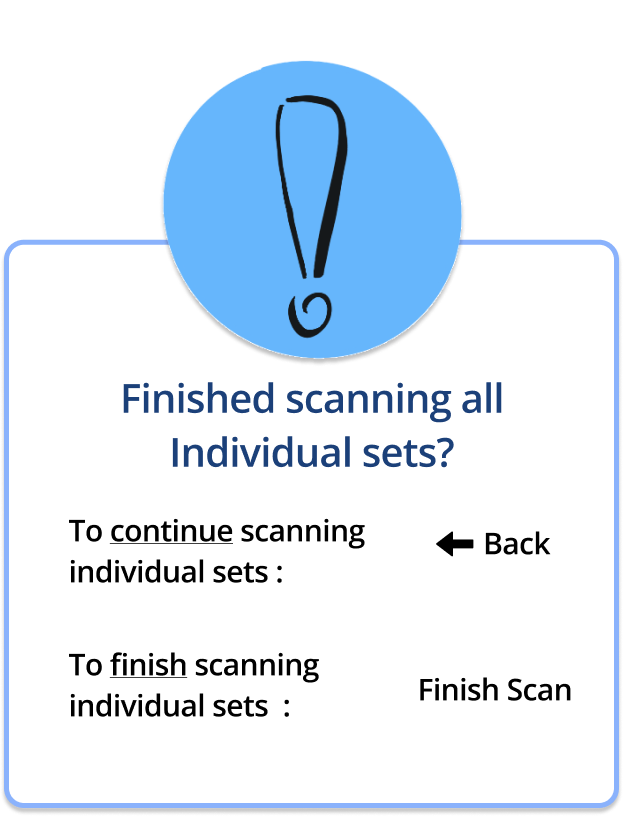 Finished scanning all
Individual sets?
To continue scanning
individual sets :
Back
To finish scanning
individual sets :
Finish Scan